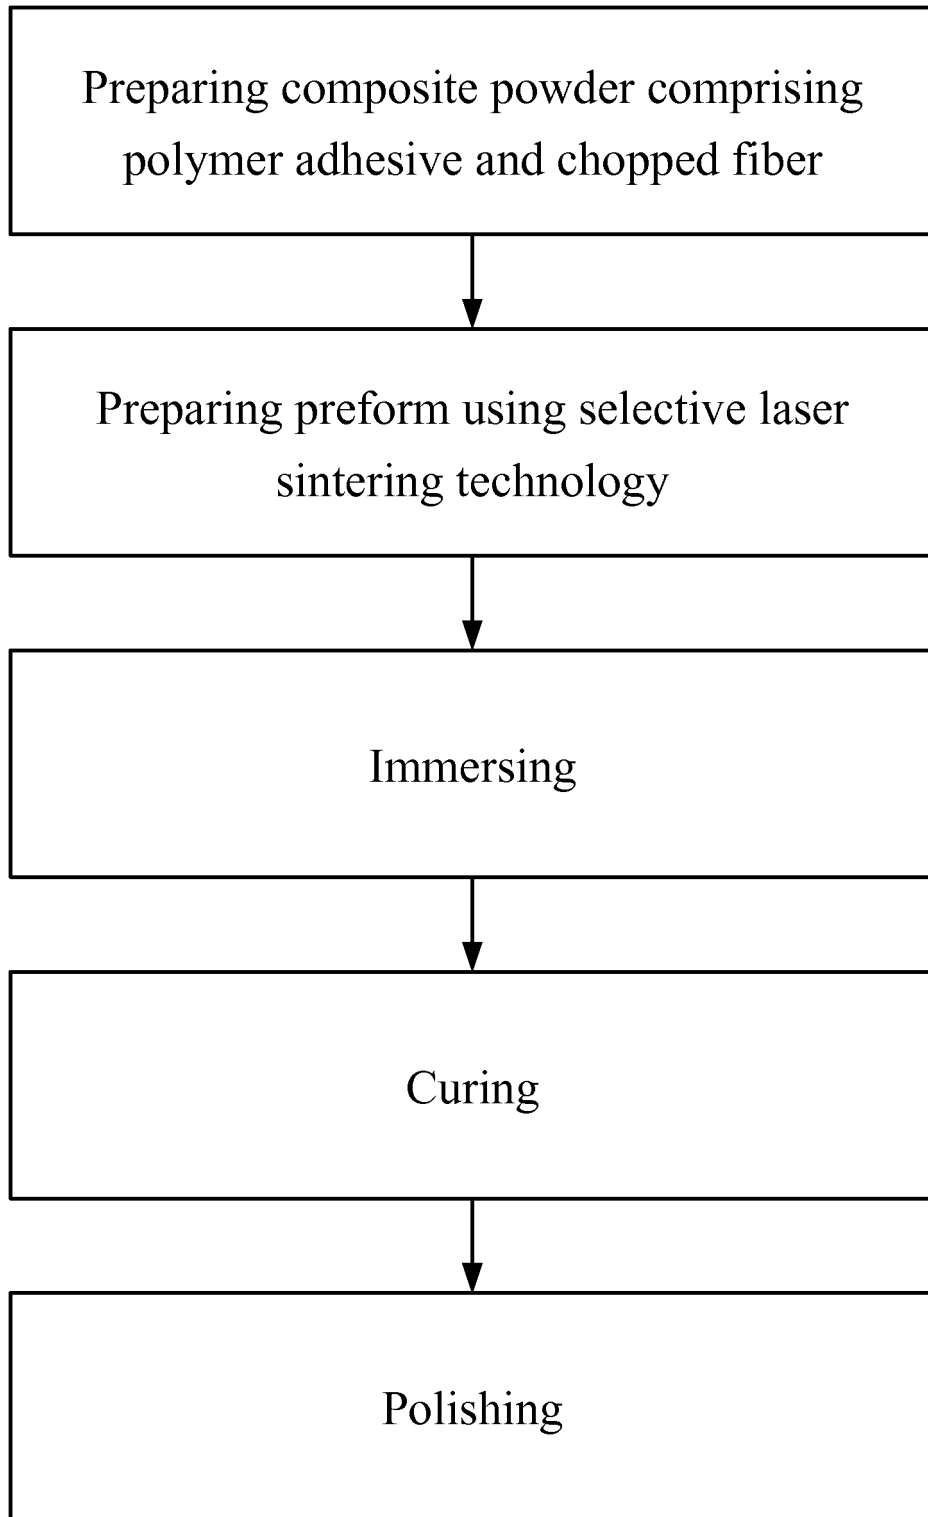 Preparing composite powder comprising
polymer adhesive and chopped fiber
Preparing preform using selective laser
sintering technology
Immersing
Curing
Polishing